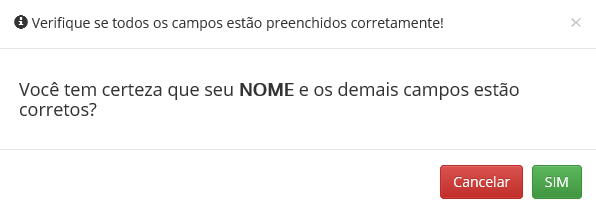 Verifique se todos os campos estão preenchidos corretamente!
×
Você tem certeza que seu NOME e os demais campos estão
corretos?
Cancelar SIM